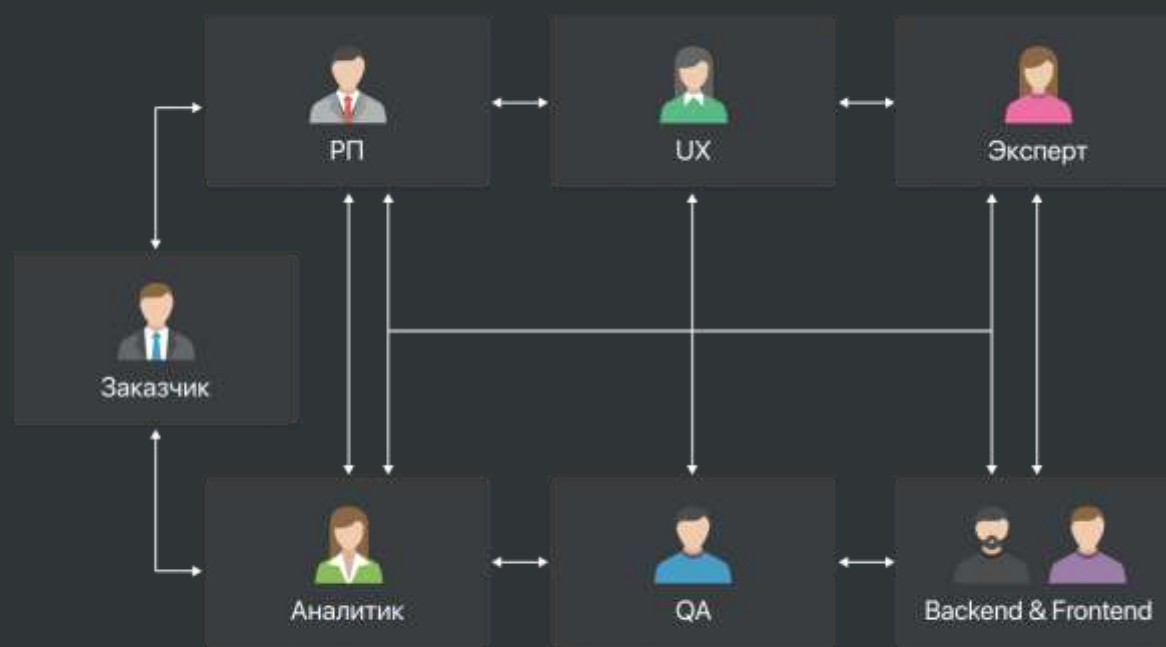 РП
UX
Эксперт
Заказчик
Аналитик
QA
Backend & Frontend